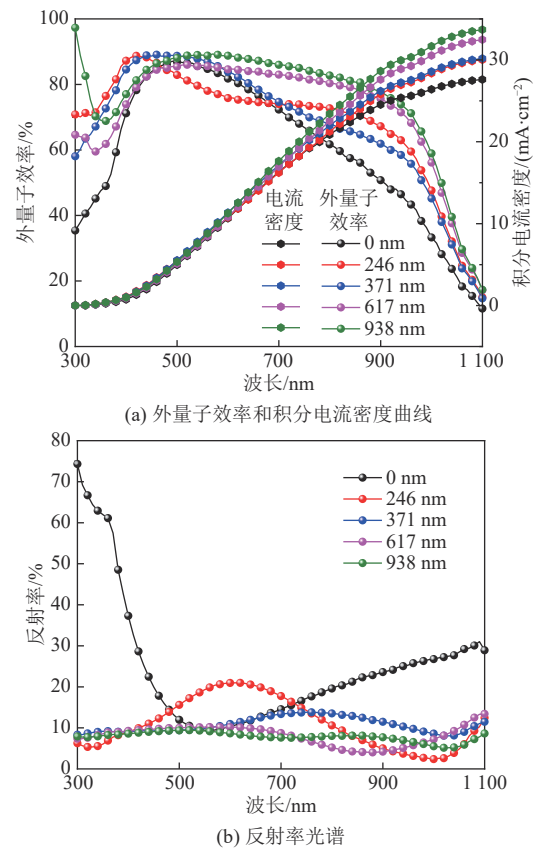 100
80
60
40
20
0
外量子效率/%
30
20
10
0
积分电流密度/(mA·cm⁻²)
电流 外量子
密度 效率
0 nm
246 nm
371 nm
617 nm
938 nm
300 500 700 900 1 100
波长/nm
(a) 外量子效率和积分电流密度曲线
80
70
60
50
40
30
20
10
0
反射率/%
0 nm
246 nm
371 nm
617 nm
938 nm
300 500 700 900 1 100
波长/nm
(b) 反射率光谱